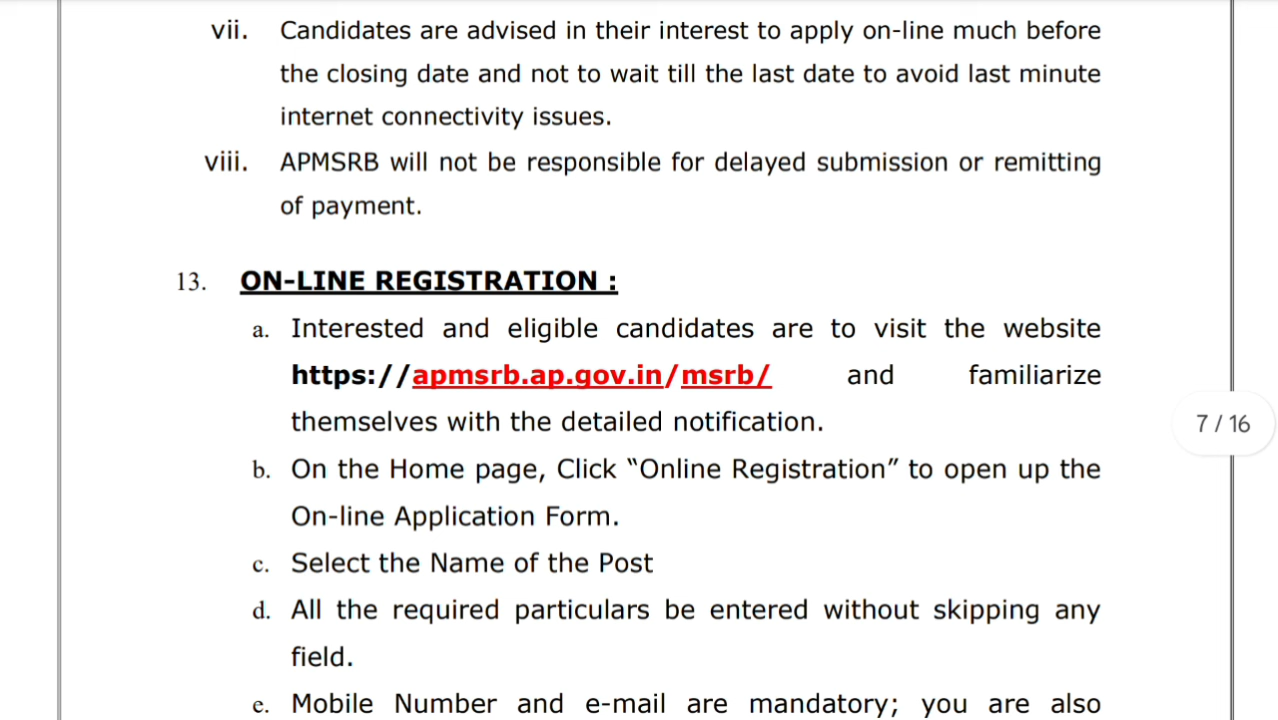 vii. Candidates are advised in their interest to apply on-line much before
the closing date and not to wait till the last date to avoid last minute
internet connectivity issues.
viii. APMSRB will not be responsible for delayed submission or remitting
of payment.
13. ON-LINE REGISTRATION :
a. Interested and eligible candidates are to visit the website
https://apmsrb.ap.gov.in/msrb/ and familiarize
themselves with the detailed notification.
7 / 16
b. On the Home page, Click “Online Registration” to open up the
On-line Application Form.
c. Select the Name of the Post
d. All the required particulars be entered without skipping any
field.
e. Mobile Number and e-mail are mandatory; you are also